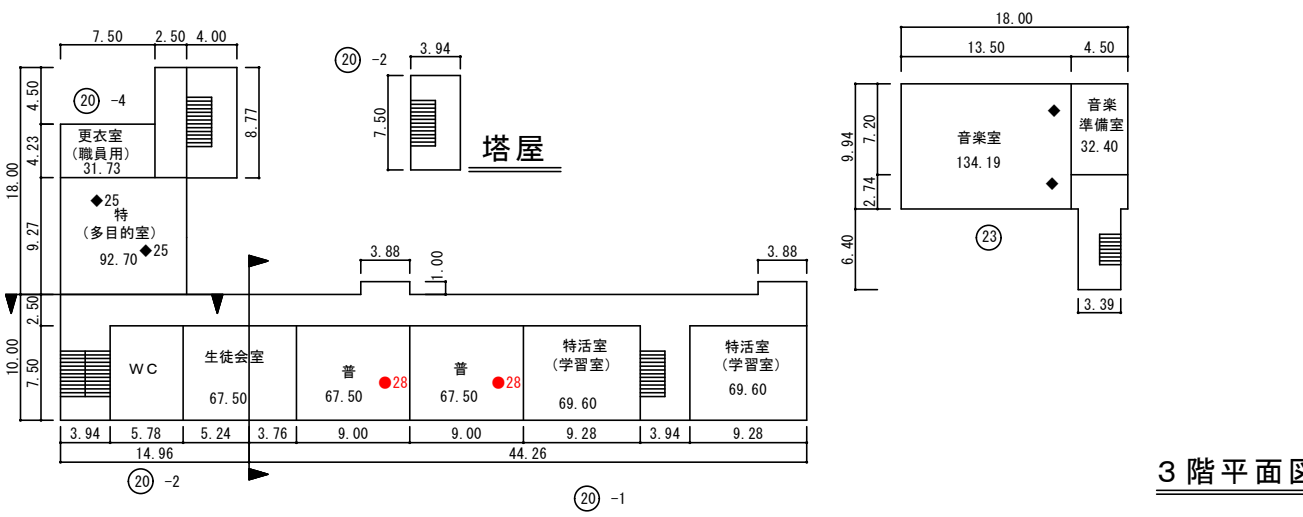 7.50 2.50 4.00
⑳ -4
4.50
4.23
18.00
9.27
8.77
更衣室
(職員用)
31.73
◆25
特
(多目的室)
◆25
92.70
⑳ -2
3.94
7.50
塔屋
18.00
13.50 4.50
9.94
7.20
2.74
6.40
音楽室
134.19
音楽
準備室
32.40
㉓
3.39
3.88
1.00
3.88
2.50
10.00
7.50
WC
生徒会室
67.50
普
67.50
●28
普
67.50
●28
特活室
(学習室)
69.60
特活室
(学習室)
69.60
3.94 5.78 5.24 3.76 9.00 9.00 9.28 3.94 9.28
14.96 44.26
⑳ -2
⑳ -1
3階平面図